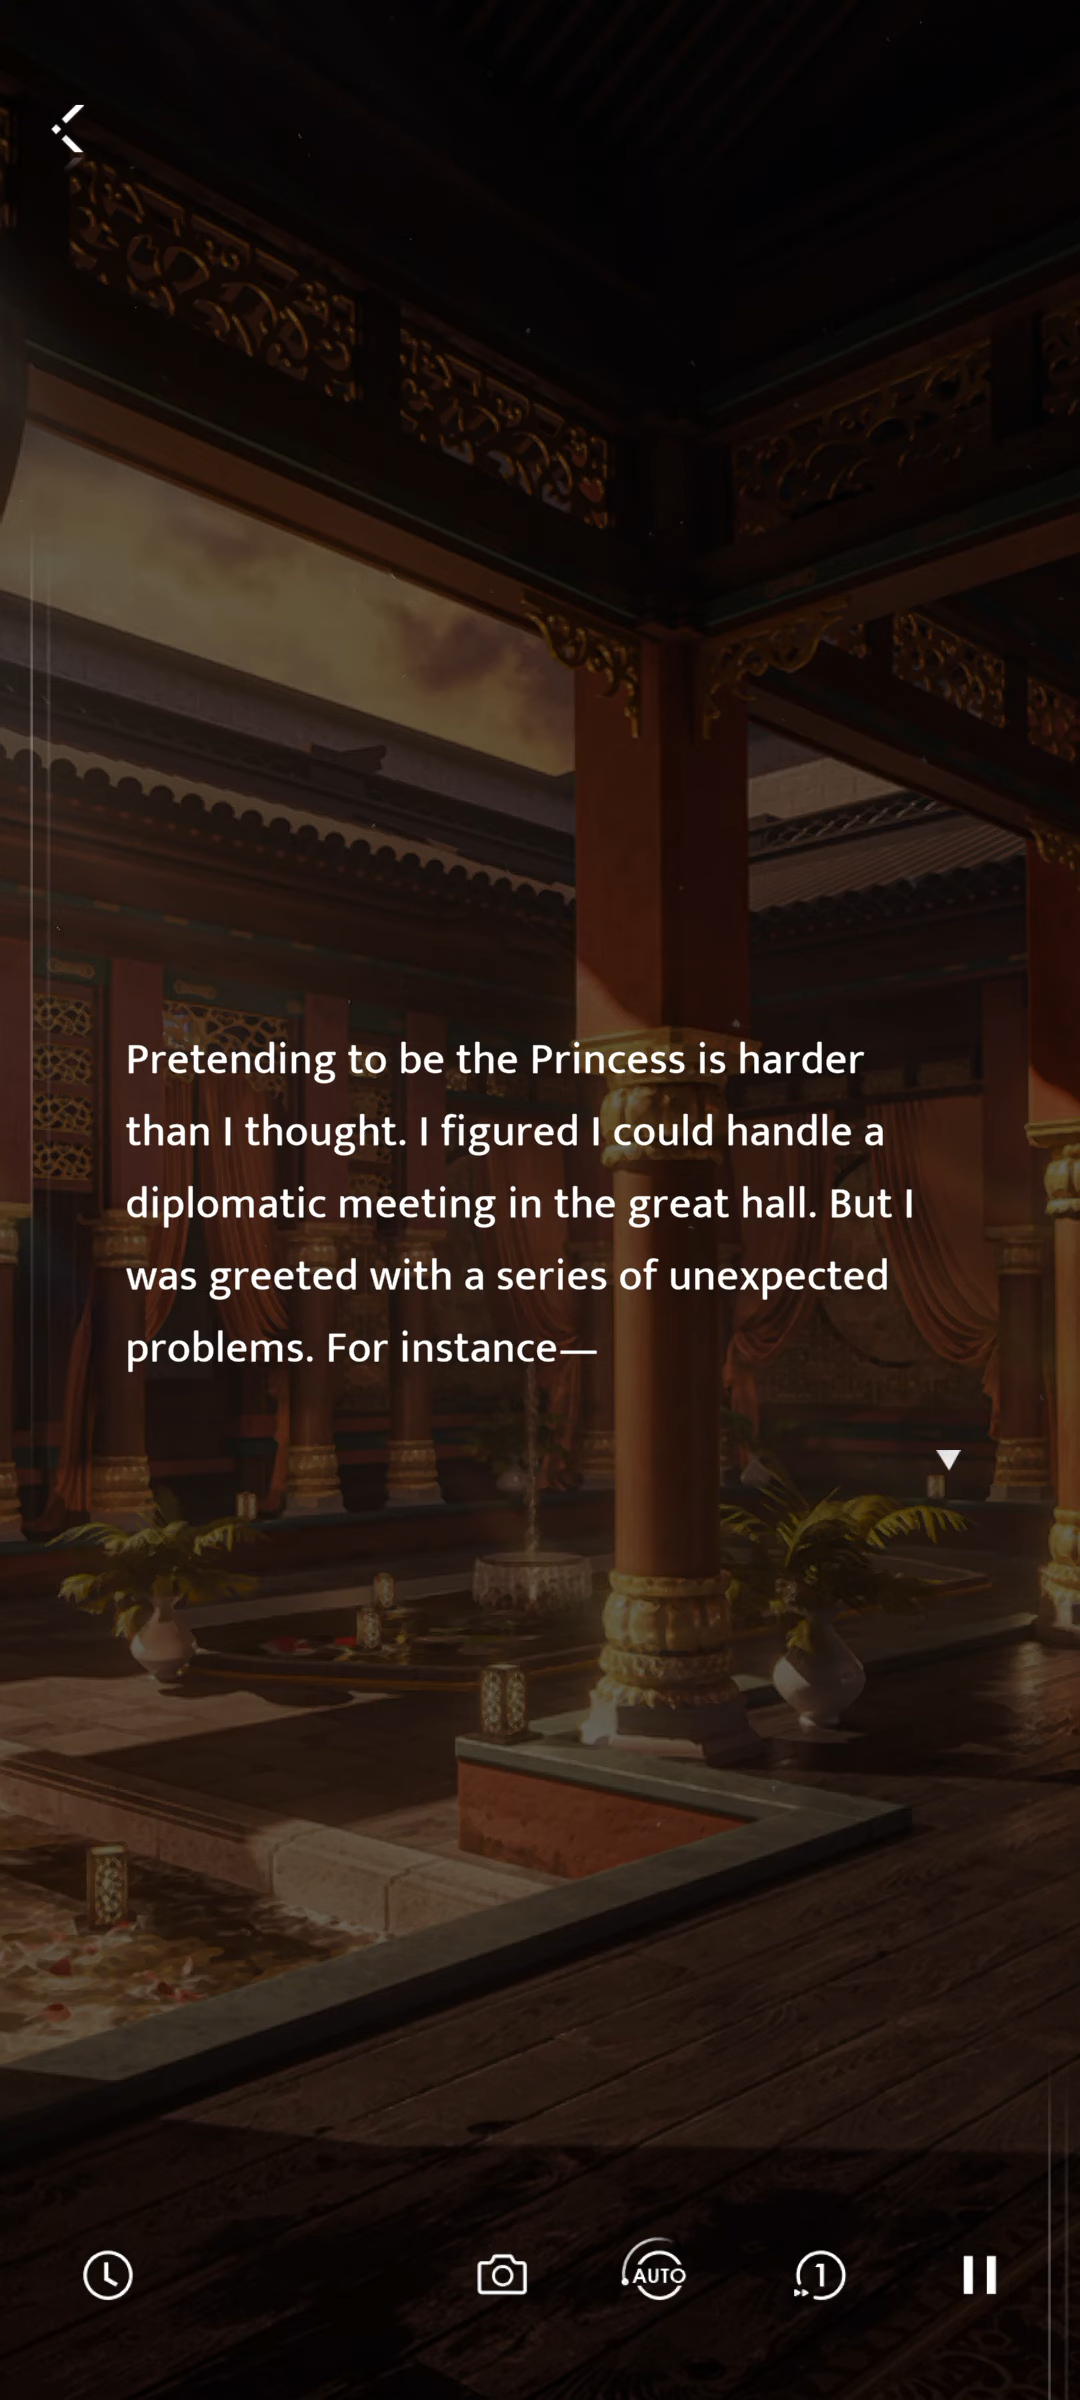 Pretending to be the Princess is harder
than I thought. I figured I could handle a
diplomatic meeting in the great hall. But I
was greeted with a series of unexpected
problems. For instance—
AUTO
1